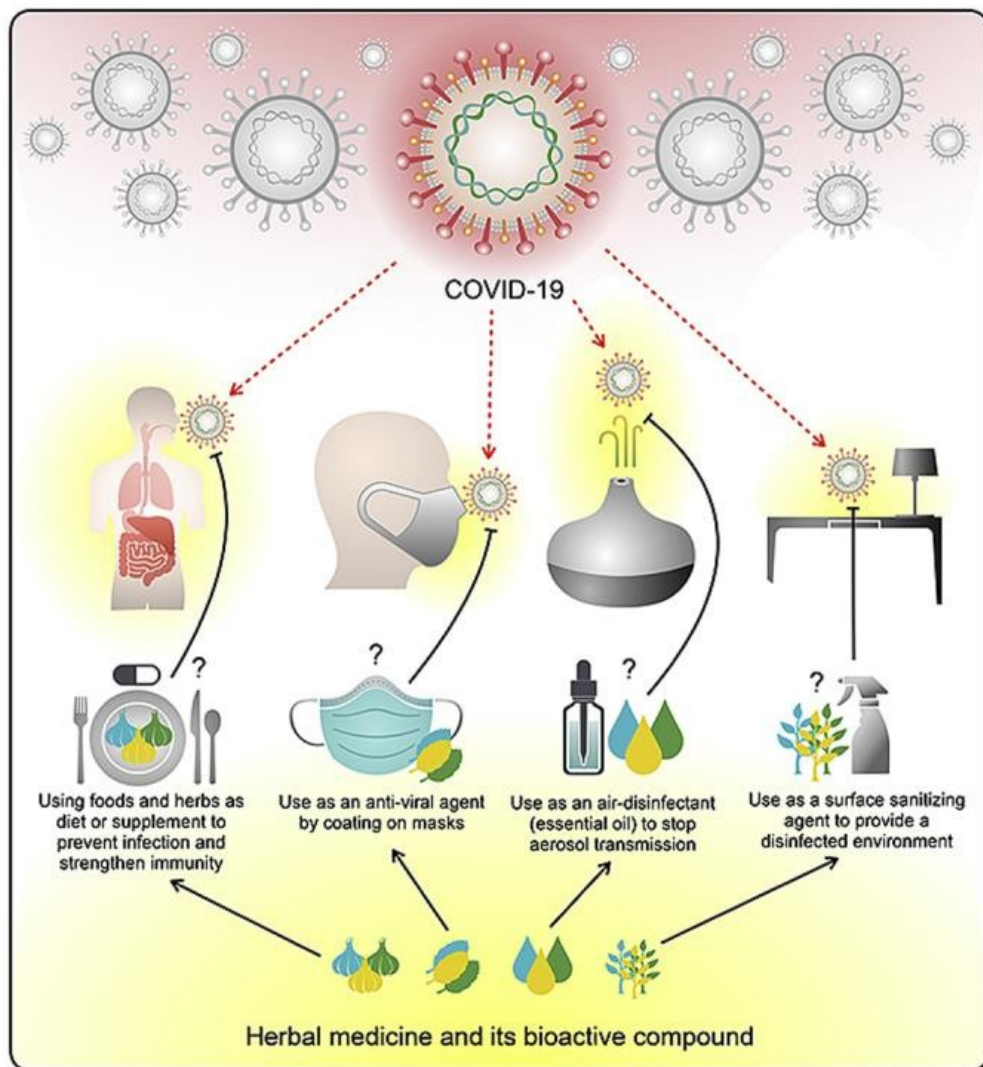 COVID-19
?
?
?
?
Using foods and herbs as
diet or supplement to
prevent infection and
strengthen immunity
Use as an anti-viral agent
by coating on masks
Use as an air-disinfectant
(essential oil) to stop
aerosol transmission
Use as a surface sanitizing
agent to provide a
disinfected environment
Herbal medicine and its bioactive compound